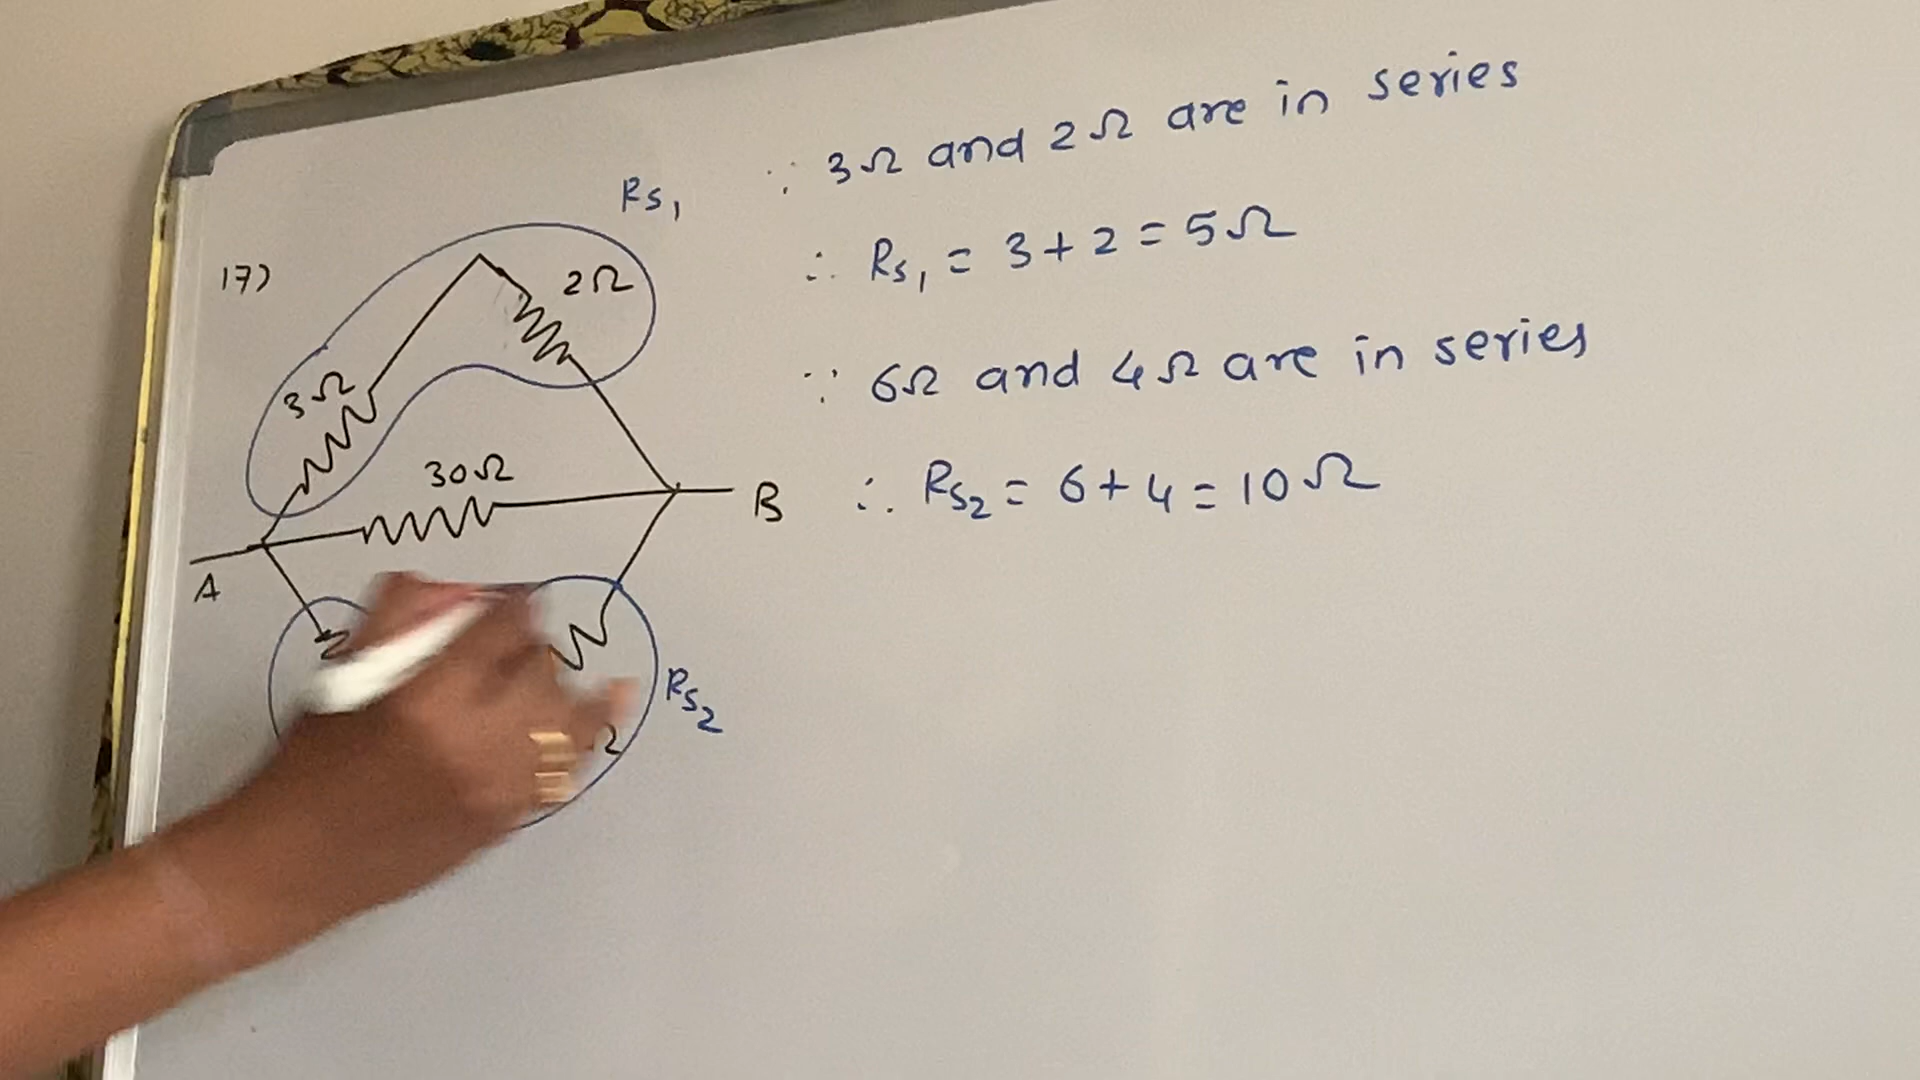 17)
Rs₁
2Ω
3Ω
30Ω
A
B
Rs₂
∵ 3Ω and 2Ω are in series
∴ Rs₁ = 3+2 = 5Ω
∵ 6Ω and 4Ω are in series
∴ Rs₂ = 6+4 = 10Ω